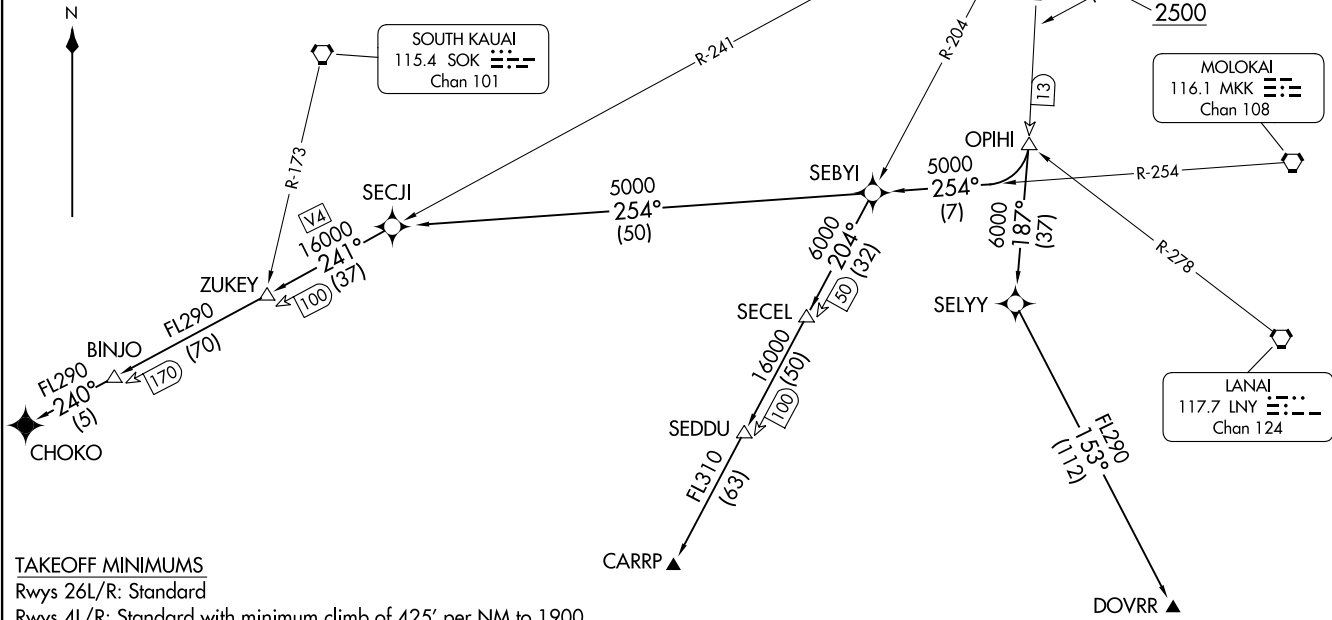 N
2500
SOUTH KAUAI
115.4 SOK
Chan 101
R-241
R-204
MOLOKAI
116.1 MKK
Chan 108
13
OPIHI
R-173
SEBYI
5000
254°
(7)
R-254
SECJI
5000
254°
(50)
V4
16000
241°
(37)
6000
204°
(32)
6000
187°
(37)
R-278
ZUKEY
100
50
SECEL
SELYY
FL290
(70)
BINJO
170
16000
(50)
LANAI
117.7 LNY
Chan 124
FL290
240°
(5)
100
SEDDU
FL290
153°
(112)
CHOKO
FL310
(63)
CARRP
DOVRR
TAKEOFF MINIMUMS
Rwys 26L/R: Standard
Rwys 4L/R: Standard with minimum climb of 425' per NM to 1900